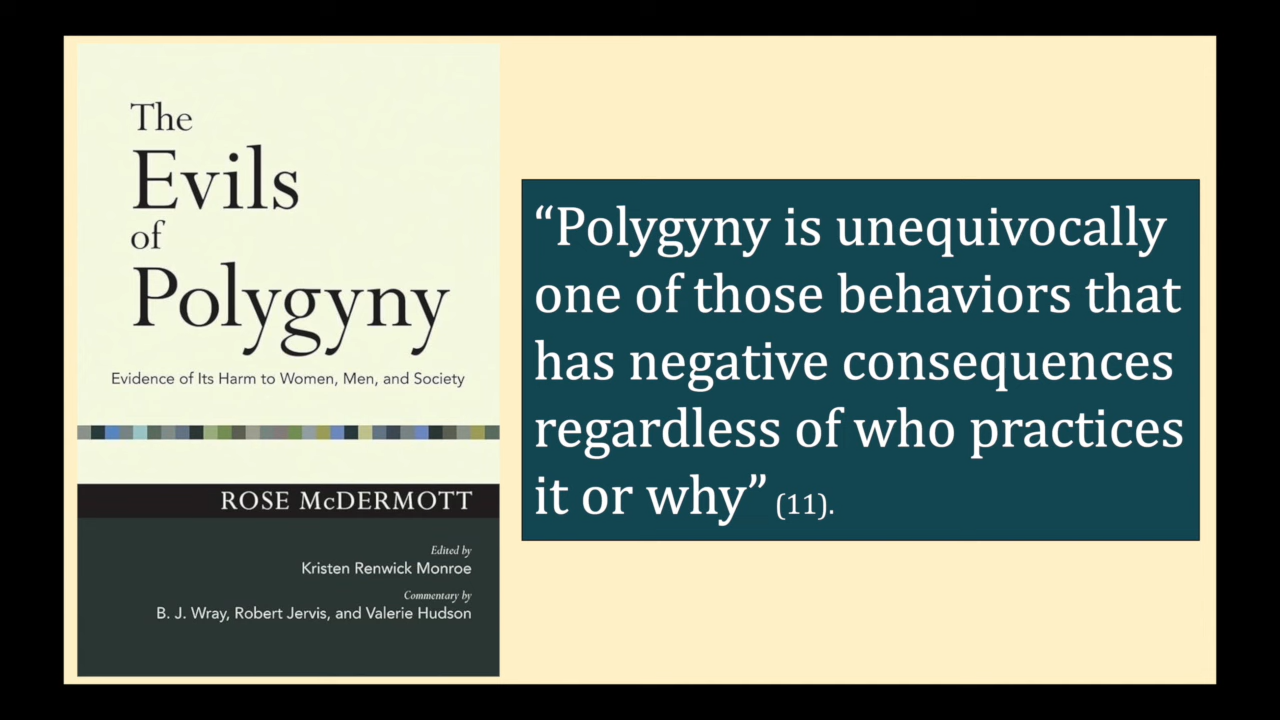 The
Evils
of
Polygyny
Evidence of Its Harm to Women, Men, and Society
ROSE McDERMOTT
Edited by
Kristen Renwick Monroe
Commentary by
B. J. Wray, Robert Jervis, and Valerie Hudson
“Polygyny is unequivocally
one of those behaviors that
has negative consequences
regardless of who practices
it or why” (11).